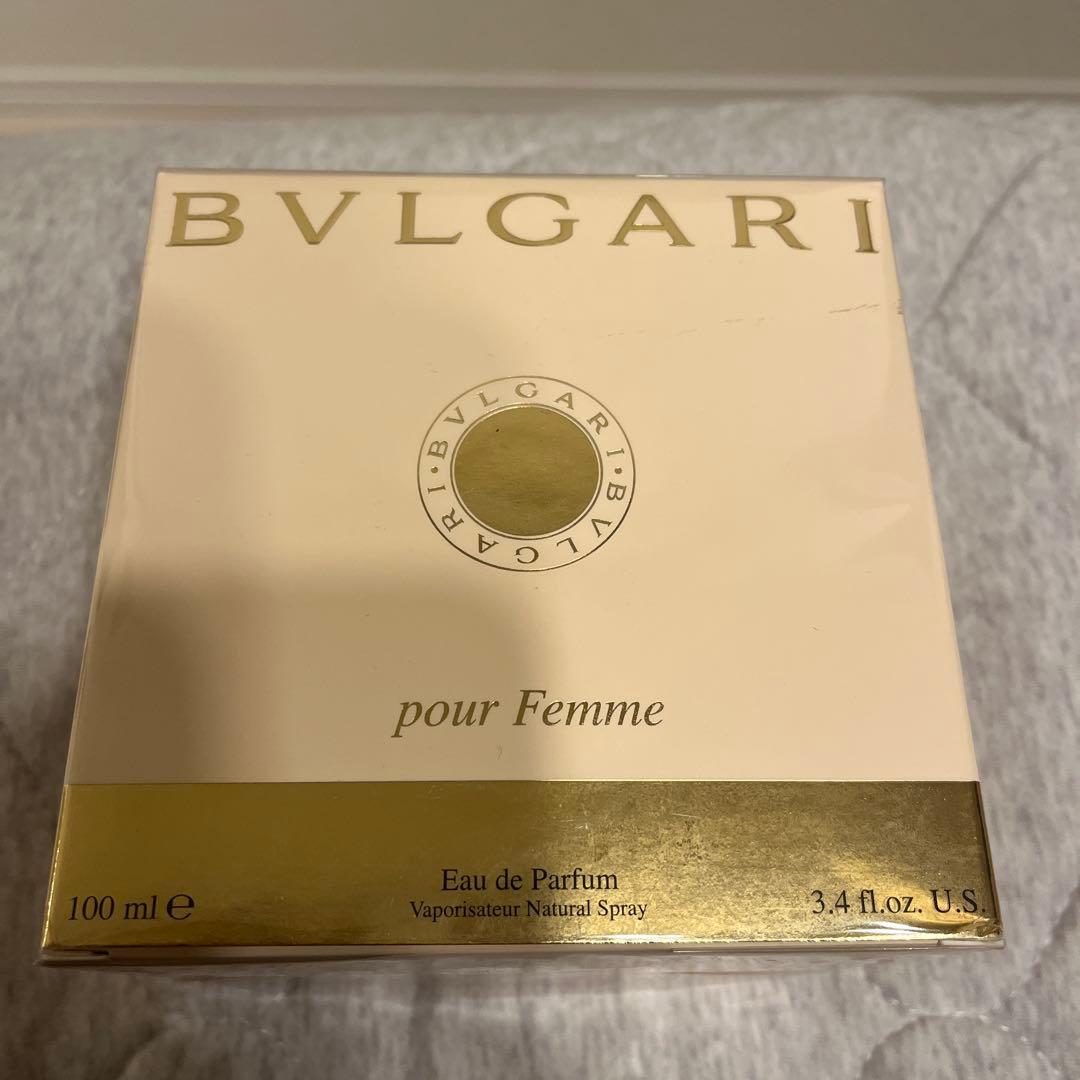 BVLGARI
BVLGARI · BVLGARI ·
pour Femme
Eau de Parfum
Vaporisateur Natural Spray
100 ml ℮
3.4 fl.oz. U.S.